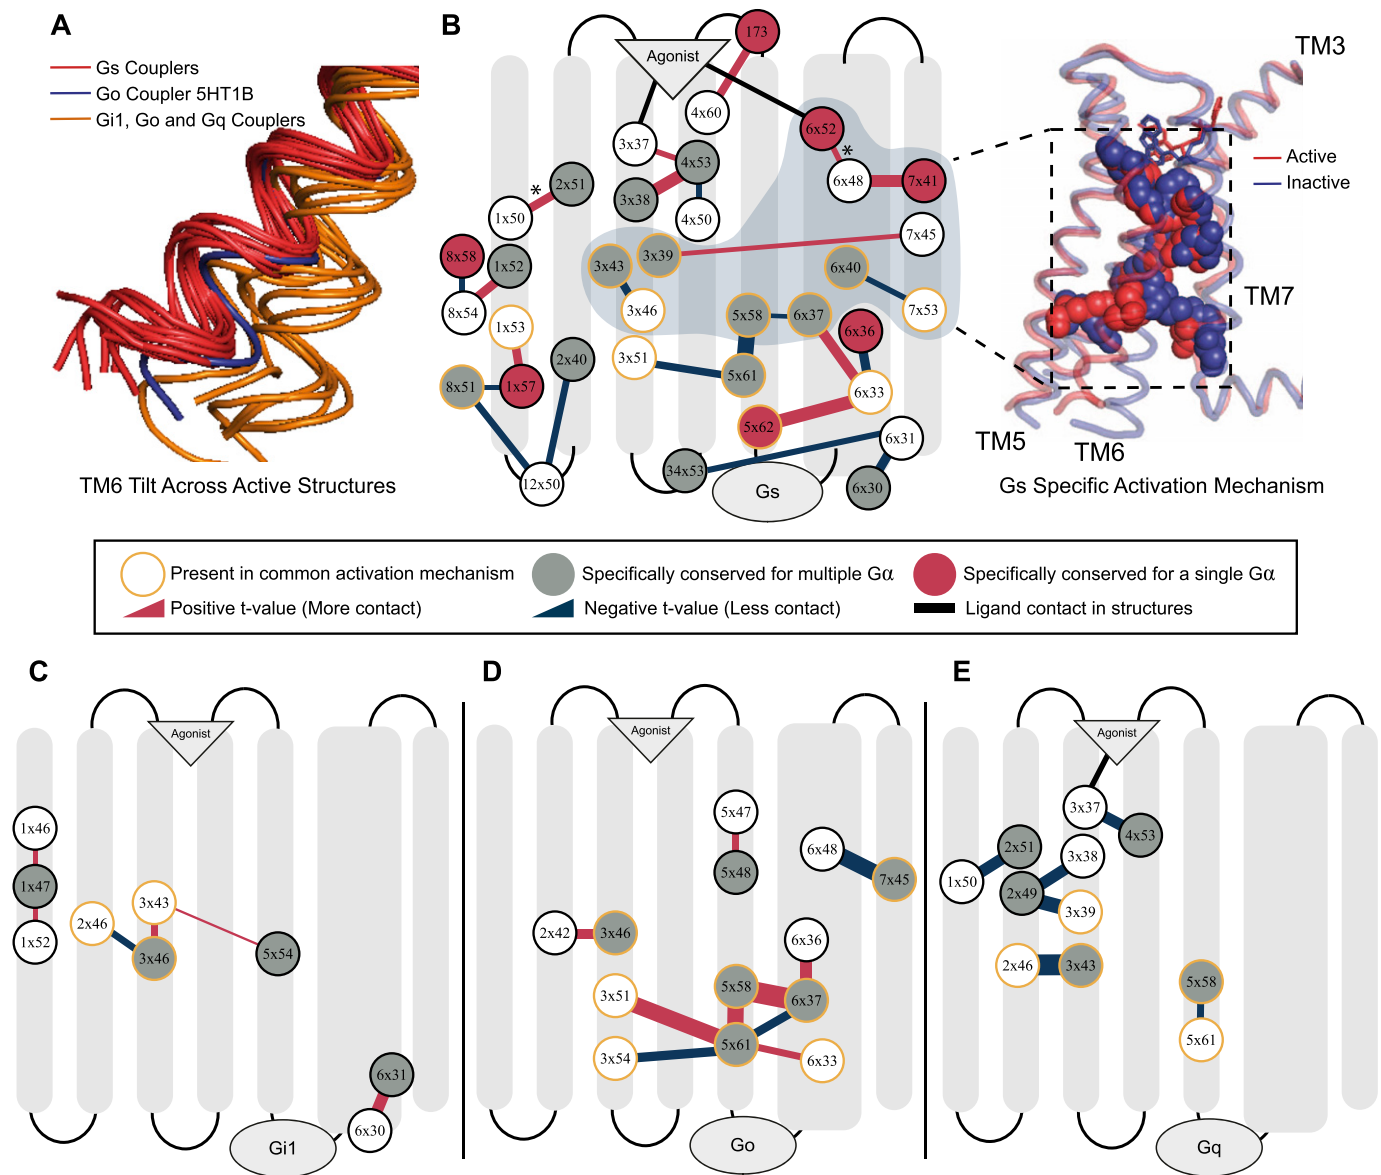 A
Gs Couplers
Go Coupler 5HT1B
Gi1, Go and Gq Couplers
TM6 Tilt Across Active Structures
B
Agonist
173
4x60
6x52
*
3x37
4x53
6x48
7x41
2x51
*
3x38
1x50
4x50
7x45
3x39
8x58
1x52
3x43
6x40
8x54
3x46
7x53
1x53
5x58
6x37
6x36
2x40
3x51
8x51
1x57
5x61
6x33
5x62
6x31
34x53
12x50
6x30
Gs
TM3
Active
Inactive
TM7
TM5
TM6
Gs Specific Activation Mechanism
Present in common activation mechanism
Specifically conserved for multiple Gα
Specifically conserved for a single Gα
Positive t-value (More contact)
Negative t-value (Less contact)
Ligand contact in structures
C
Agonist
1x46
1x47
1x52
2x46
3x43
3x46
5x54
6x31
6x30
Gi1
D
Agonist
5x47
5x48
6x48
7x45
2x42
3x46
6x36
3x51
5x58
6x37
5x61
3x54
6x33
Go
E
Agonist
3x37
4x53
2x51
3x38
1x50
2x49
3x39
2x46
3x43
5x58
5x61
Gq